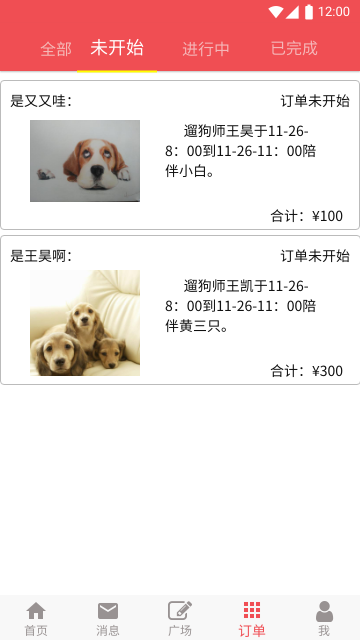 12:00
全部 未开始 进行中 已完成
是又又哇： 订单未开始
遛狗师王昊于11-26-
8：00到11-26-11：00陪
伴小白。
合计：¥100
是王昊啊： 订单未开始
遛狗师王凯于11-26-
8：00到11-26-11：00陪
伴黄三只。
合计：¥300
首页 消息 广场 订单 我